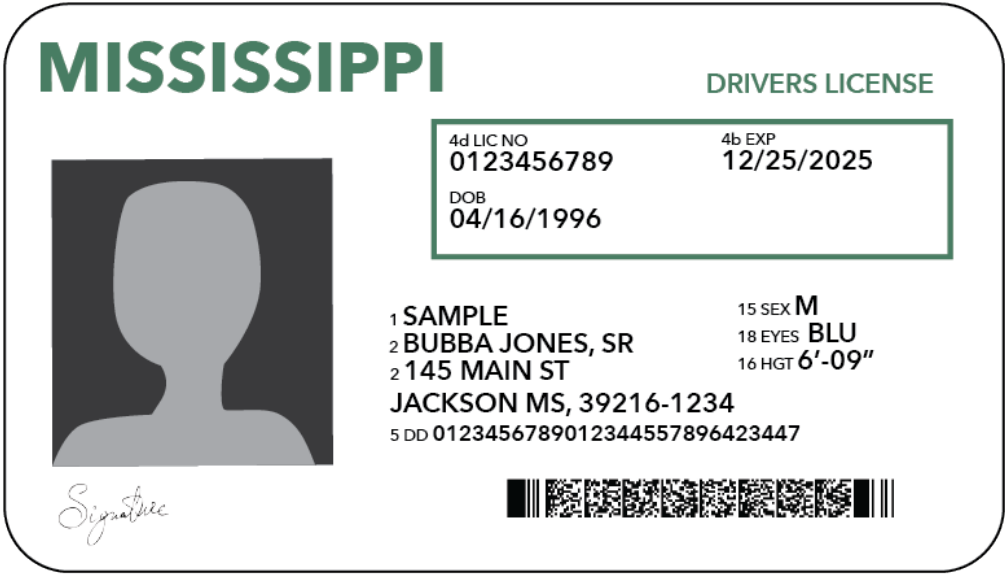 MISSISSIPPI
DRIVERS LICENSE
4d LIC NO
0123456789
4b EXP
12/25/2025
DOB
04/16/1996
1 SAMPLE
2 BUBBA JONES, SR
2 145 MAIN ST
JACKSON MS, 39216-1234
5 DD 0123456789012344557896423447
15 SEX M
18 EYES BLU
16 HGT 6'-09”
Signature